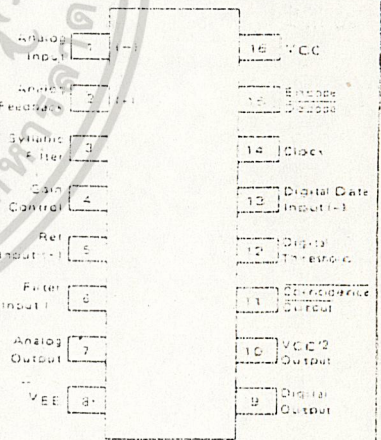 Analog
Input
1
(-)
16
VCC
Analog
Feedback
2
(+)
15
Encode
Decode
Syllabic
Filter
3
14
Clock
Gain
Control
4
13
Digital Data
Input (-)
Ref
Input (+)
5
12
Digital
Threshold
Filter
Input (-)
6
11
Coincidence
Output
Analog
Output
7
10
VCC/2
Output
VEE
8
9
Digital
Output